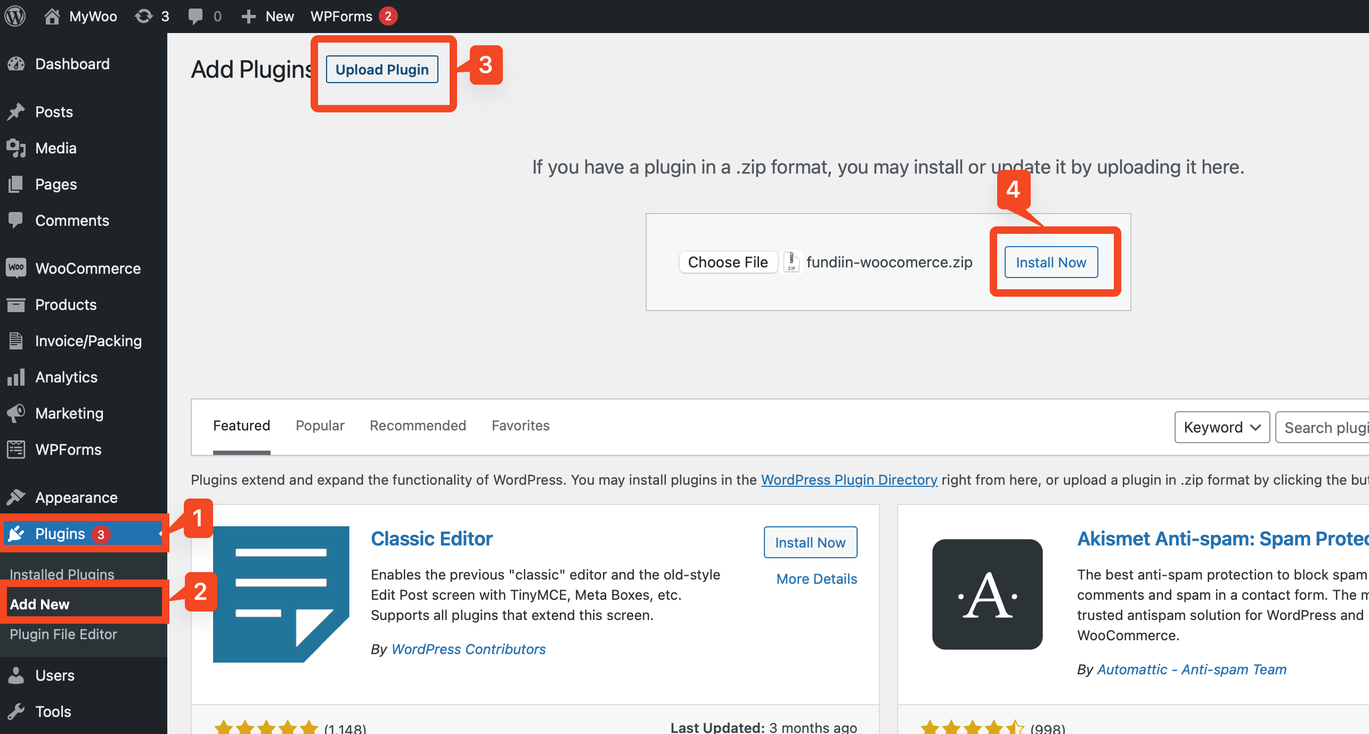 MyWoo 3 0 New WPForms 2
Dashboard
Posts
Media
Pages
Comments
WOO WooCommerce
Products
Invoice/Packing
Analytics
Marketing
WPForms
Appearance
Plugins 3
1
Installed Plugins
Add New
2
Plugin File Editor
Users
Tools
Add Plugins
Upload Plugin
3
If you have a plugin in a .zip format, you may install or update it by uploading it here.
4
Choose File ZIP fundiin-woocomerce.zip Install Now
Featured Popular Recommended Favorites Keyword Search plugi
Plugins extend and expand the functionality of WordPress. You may install plugins in the WordPress Plugin Directory right from here, or upload a plugin in .zip format by clicking the but
Classic Editor
Install Now
More Details
Enables the previous "classic" editor and the old-style
Edit Post screen with TinyMCE, Meta Boxes, etc.
Supports all plugins that extend this screen.
By WordPress Contributors
(1,148)
Last Updated: 3 months ago
·A·
Akismet Anti-spam: Spam Protec
The best anti-spam protection to block spam
comments and spam in a contact form. The m
trusted antispam solution for WordPress and
WooCommerce.
By Automattic - Anti-spam Team
(998)